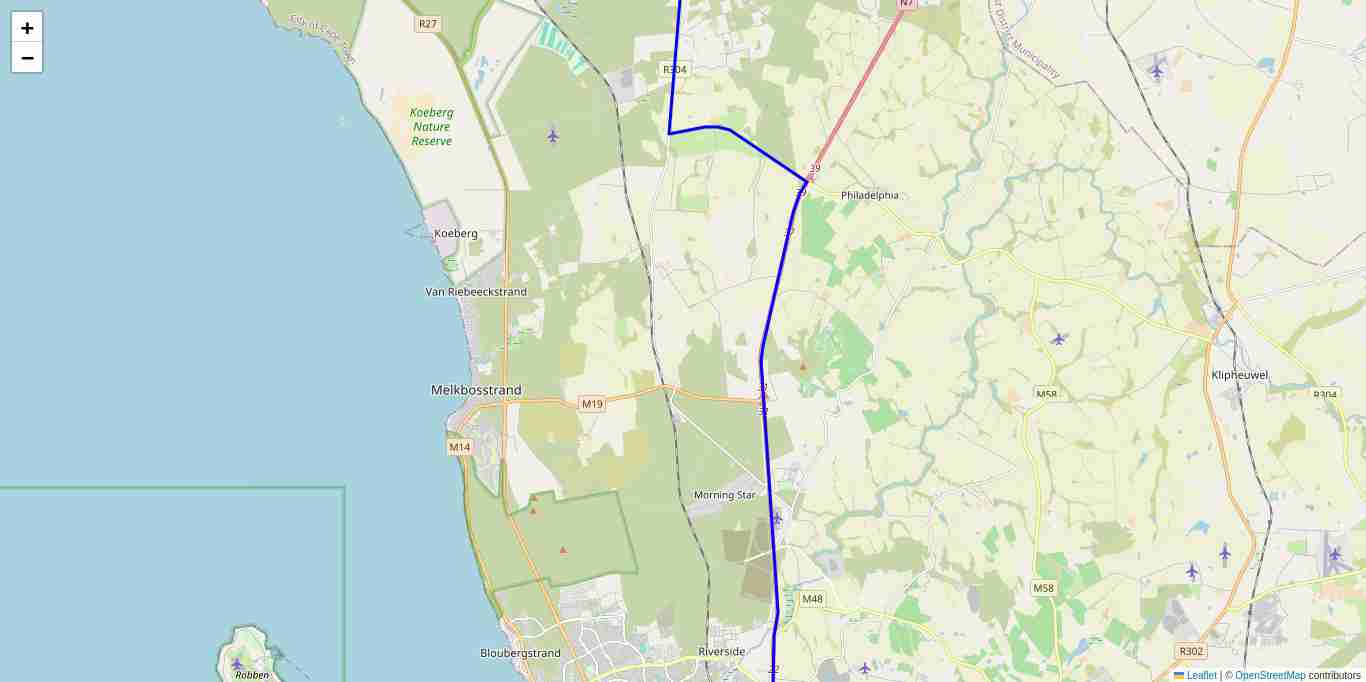 +
−
N7
R27
City of Cape Town
District Municipality
R304
Koeberg
Nature
Reserve
39
39
Philadelphia
Koeberg
Van Riebeeckstrand
Klipheuwel
Melkbosstrand
M19
M58
R304
M14
Morning Star
M58
M48
Riverside
Bloubergstrand
R302
Robben
Leaflet | © OpenStreetMap contributors